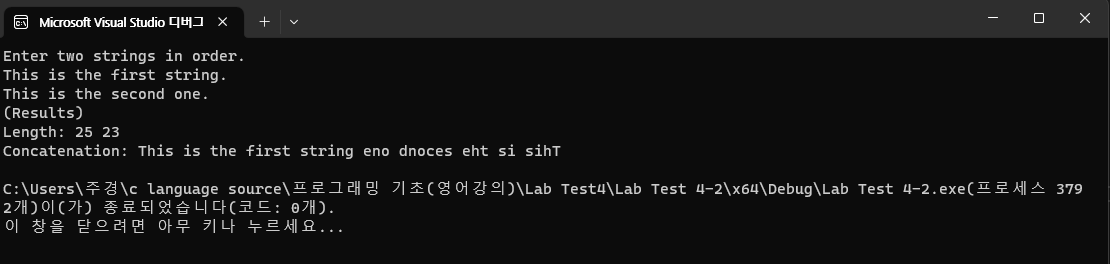 Microsoft Visual Studio 디버그
Enter two strings in order.
This is the first string.
This is the second one.
(Results)
Length: 25 23
Concatenation: This is the first string eno dnoces eht si sihT
C:\Users\주경\c language source\프로그래밍 기초(영어강의)\Lab Test4\Lab Test 4-2\x64\Debug\Lab Test 4-2.exe(프로세스 379
2개)이(가) 종료되었습니다(코드: 0개).
이 창을 닫으려면 아무 키나 누르세요...